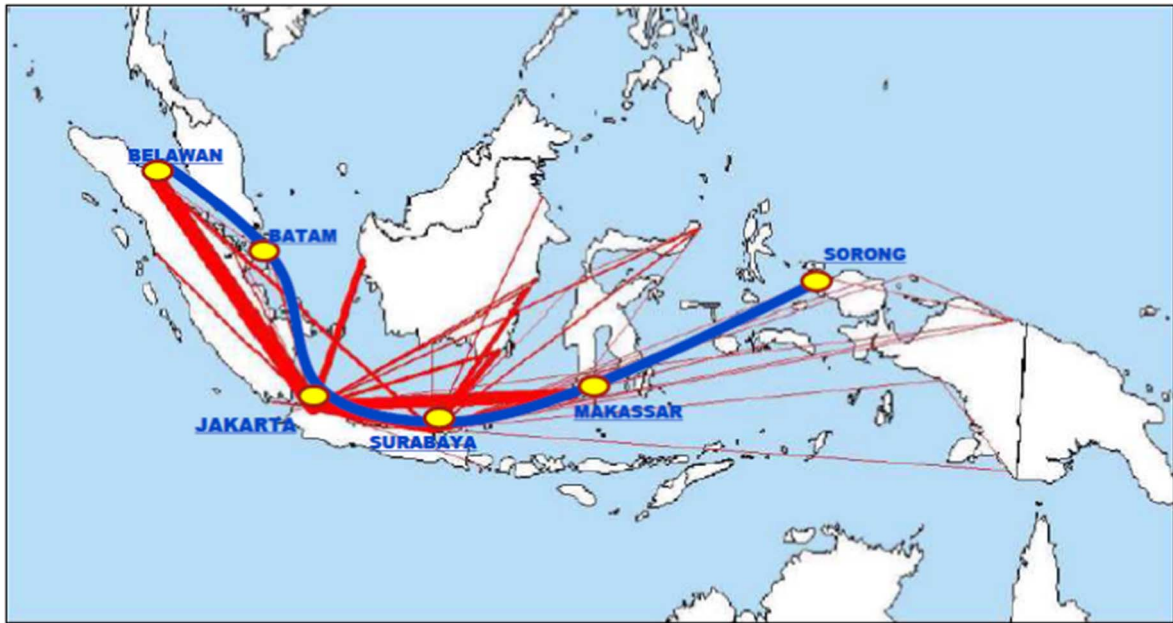 BELAWAN
BATAM
SORONG
JAKARTA
MAKASSAR
SURABAYA